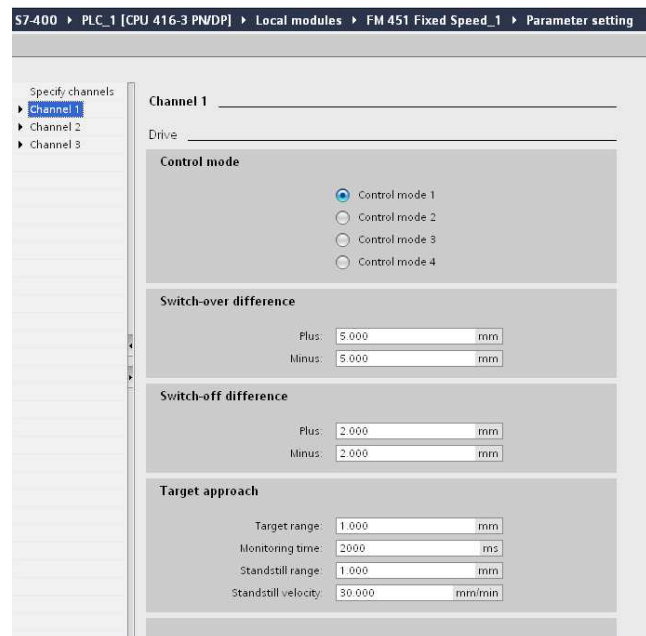 S7-400 ▸ PLC_1 [CPU 416-3 PN/DP] ▸ Local modules ▸ FM 451 Fixed Speed_1 ▸ Parameter setting
Specify channels
Channel 1
Channel 2
Channel 3
Channel 1
Drive
Control mode
Control mode 1
Control mode 2
Control mode 3
Control mode 4
Switch-over difference
Plus: 5.000 mm
Minus: 5.000 mm
Switch-off difference
Plus: 2.000 mm
Minus: 2.000 mm
Target approach
Target range: 1.000 mm
Monitoring time: 2000 ms
Standstill range: 1.000 mm
Standstill velocity: 30.000 mm/min